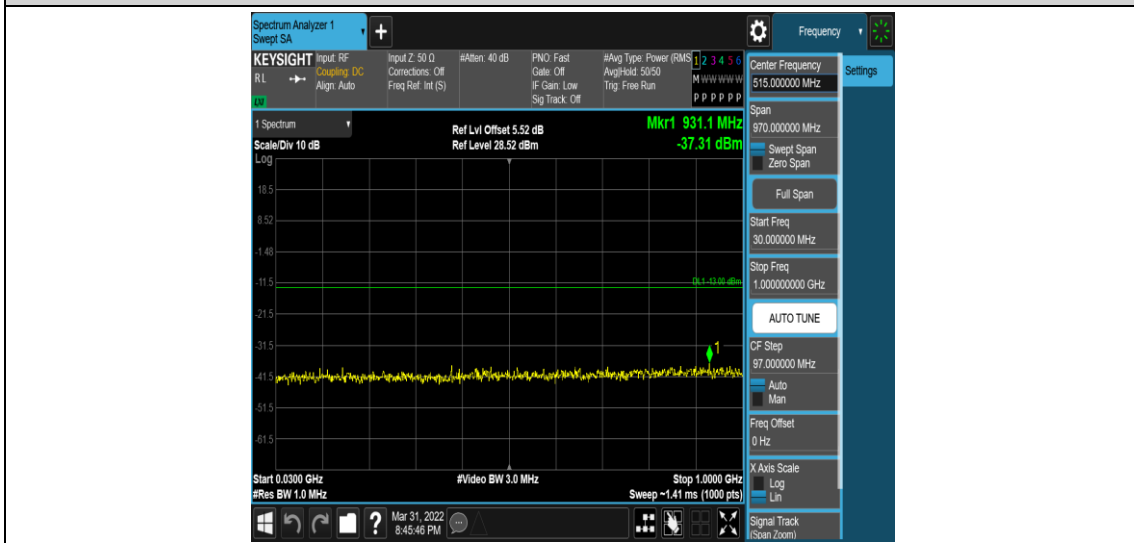 Spectrum Analyzer 1
Swept SA
+
Frequency
KEYSIGHT
RL
LXI
Input: RF
Coupling: DC
Align: Auto
Input Z: 50 Ω
Corrections: Off
Freq Ref: Int (S)
#Atten: 40 dB
PNO: Fast
Gate: Off
IF Gain: Low
Sig Track: Off
#Avg Type: Power (RMS
Avg|Hold: 50/50
Trig: Free Run
1 2 3 4 5 6
M W W W W W
P P P P P P
1 Spectrum
Scale/Div 10 dB
Ref Lvl Offset 5.52 dB
Ref Level 28.52 dBm
Mkr1 931.1 MHz
-37.31 dBm
Log
18.5
8.52
-1.48
-11.5
DL1 -13.00 dBm
-21.5
-31.5
1
-41.5
-51.5
-61.5
Start 0.0300 GHz
#Res BW 1.0 MHz
#Video BW 3.0 MHz
Stop 1.0000 GHz
Sweep ~1.41 ms (1000 pts)
Center Frequency
515.000000 MHz
Settings
Span
970.000000 MHz
Swept Span
Zero Span
Full Span
Start Freq
30.000000 MHz
Stop Freq
1.000000000 GHz
AUTO TUNE
CF Step
97.000000 MHz
Auto
Man
Freq Offset
0 Hz
X Axis Scale
Log
Lin
Signal Track
(Span Zoom)
?
Mar 31, 2022
8:45:46 PM